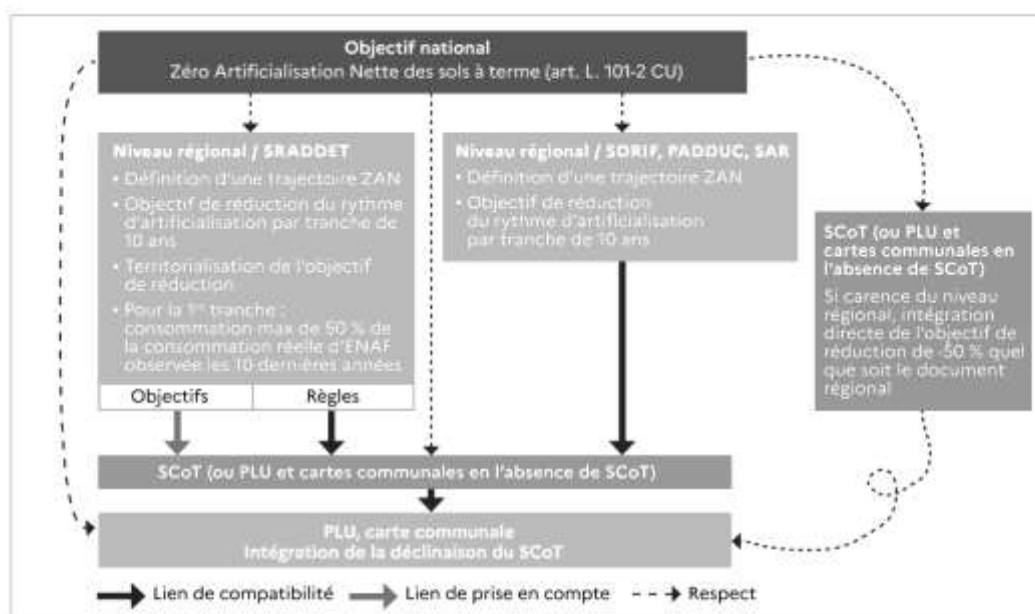 Objectif national
Zéro Artificialisation Nette des sols à terme (art. L. 101-2 CU)
Niveau régional / SRADDET
• Définition d'une trajectoire ZAN
• Objectif de réduction du rythme
d'artificialisation par tranche de
10 ans
• Territorialisation de l'objectif
de réduction
• Pour la 1re tranche :
consommation max de 50 % de
la consommation réelle d'ENAF
observée les 10 dernières années
Objectifs
Règles
Niveau régional / SDRIF, PADDUC, SAR
• Définition d'une trajectoire ZAN
• Objectif de réduction
du rythme d'artificialisation
par tranche de 10 ans
SCoT (ou PLU et
cartes communales en
l'absence de SCoT)
Si carence du niveau
régional, intégration
directe de l'objectif de
réduction de -50 % quel
que soit le document
régional
SCoT (ou PLU et cartes communales en l'absence de SCoT)
PLU, carte communale
Intégration de la déclinaison du SCoT
Lien de compatibilité
Lien de prise en compte
Respect